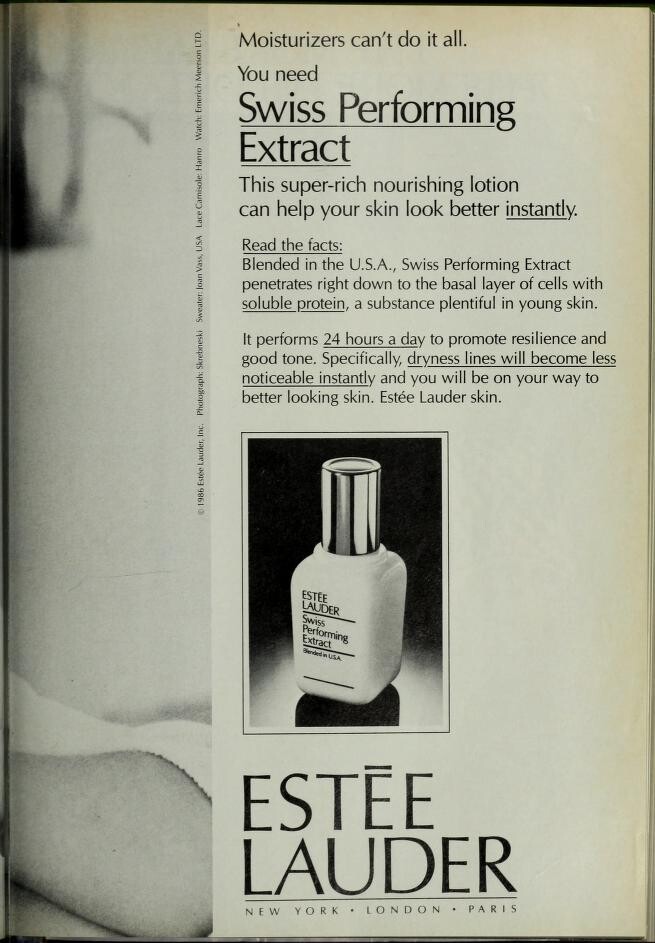 Moisturizers can't do it all.
You need
Swiss Performing
Extract
This super-rich nourishing lotion
can help your skin look better instantly.
Read the facts:
Blended in the U.S.A., Swiss Performing Extract
penetrates right down to the basal layer of cells with
soluble protein, a substance plentiful in young skin.
It performs 24 hours a day to promote resilience and
good tone. Specifically, dryness lines will become less
noticeable instantly and you will be on your way to
better looking skin. Estée Lauder skin.
© 1986 Estée Lauder, Inc. Photograph: Skrebneski Sweater: Joan Vass, USA Lace Camisole: Hanro Watch: Emerich Meerson LTD.
ESTĒE
LAUDER
Swiss
Performing
Extract
Blended in U.S.A.
ESTĒE
LAUDER
NEW YORK • LONDON • PARIS